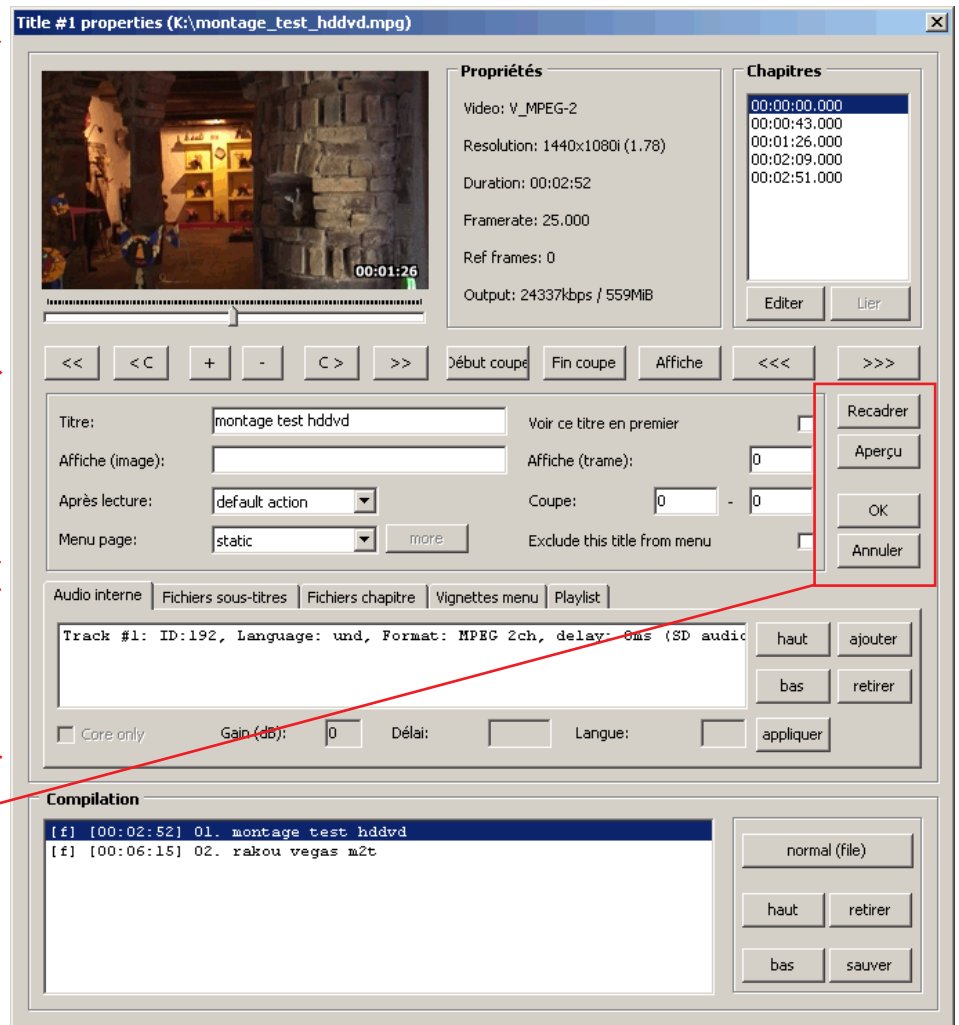 Title #1 properties (K:\montage_test_hddvd.mpg)
00:01:26
Propriétés
Video: V_MPEG-2
Resolution: 1440x1080i (1.78)
Duration: 00:02:52
Framerate: 25.000
Ref frames: 0
Output: 24337kbps / 559MiB
Chapitres
00:00:00.000
00:00:43.000
00:01:26.000
00:02:09.000
00:02:51.000
Editer Lier
<< < C + - C > >> Début coupe Fin coupe Affiche <<< >>>
Titre: montage test hddvd Voir ce titre en premier
Affiche (image): Affiche (trame): 0
Après lecture: default action Coupe: 0 - 0
Menu page: static more Exclude this title from menu
Recadrer
Aperçu
OK
Annuler
Audio interne Fichiers sous-titres Fichiers chapitre Vignettes menu Playlist
Track #1: ID:192, Language: und, Format: MPEG 2ch, delay: 0ms (SD audio
haut ajouter
bas retirer
Core only Gain (dB): 0 Délai: Langue: appliquer
Compilation
[f] [00:02:52] 01. montage test hddvd
[f] [00:06:15] 02. rakou vegas m2t
normal (file)
haut retirer
bas sauver